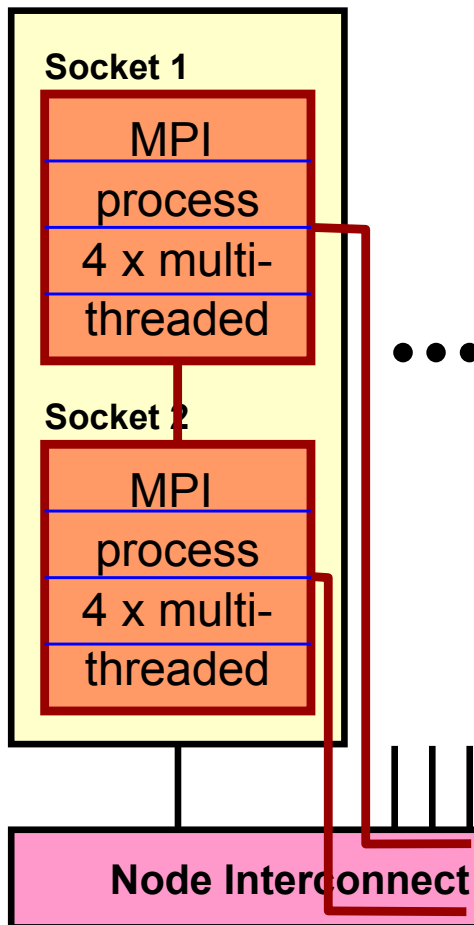 Socket 1
MPI
process
4 x multi-
threaded
Socket 2
MPI
process
4 x multi-
threaded
Node Interconnect